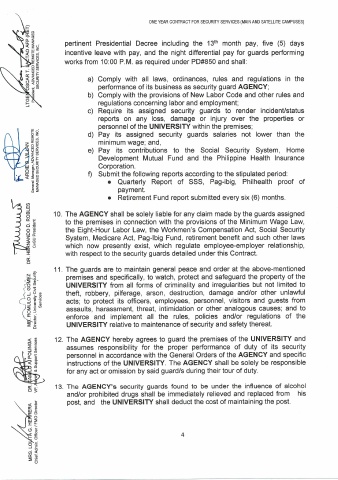 ONE YEAR CONTRACT FOR SECURITY SERVICES (MAIN AND SATELLITE CAMPUSES)
pertinent Presidential Decree including the 13th month pay, five (5) days
incentive leave with pay, and the night differential pay for guards performing
works from 10:00 P.M. as required under PD#850 and shall:
a) Comply with all laws, ordinances, rules and regulations in the
performance of its business as security guard AGENCY;
b) Comply with the provisions of New Labor Code and other rules and
regulations concerning labor and employment;
c) Require its assigned security guards to render incident/status
reports on any loss, damage or injury over the properties or
personnel of the UNIVERSITY within the premises;
d) Pay its assigned security guards salaries not lower than the
minimum wage; and,
e) Pay its contributions to the Social Security System, Home
Development Mutual Fund and the Philippine Health Insurance
Corporation.
f) Submit the following reports according to the stipulated period:
• Quarterly Report of SSS, Pag-ibig, Philhealth proof of
payment.
• Retirement Fund report submitted every six (6) months.
10. The AGENCY shall be solely liable for any claim made by the guards assigned
to the premises in connection with the provisions of the Minimum Wage Law,
the Eight-Hour Labor Law, the Workmen's Compensation Act, Social Security
System, Medicare Act, Pag-Ibig Fund, retirement benefit and such other laws
which now presently exist, which regulate employee-employer relationship,
with respect to the security guards detailed under this Contract.
11. The guards are to maintain general peace and order at the above-mentioned
premises and specifically, to watch, protect and safeguard the property of the
UNIVERSITY from all forms of criminality and irregularities but not limited to
theft, robbery, pilferage, arson, destruction, damage and/or other unlawful
acts; to protect its officers, employees, personnel, visitors and guests from
assaults, harassment, threat, intimidation or other analogous causes; and to
enforce and implement all the rules, policies and/or regulations of the
UNIVERSITY relative to maintenance of security and safety thereat.
12. The AGENCY hereby agrees to guard the premises of the UNIVERSITY and
assumes responsibility for the proper performance of duty of its security
personnel in accordance with the General Orders of the AGENCY and specific
instructions of the UNIVERSITY. The AGENCY shall be solely be responsible
for any act or omission by said guard/s during their tour of duty.
13. The AGENCY's security guards found to be under the influence of alcohol
and/or prohibited drugs shall be immediately relieved and replaced from his
post, and the UNIVERSITY shall deduct the cost of maintaining the post.
4